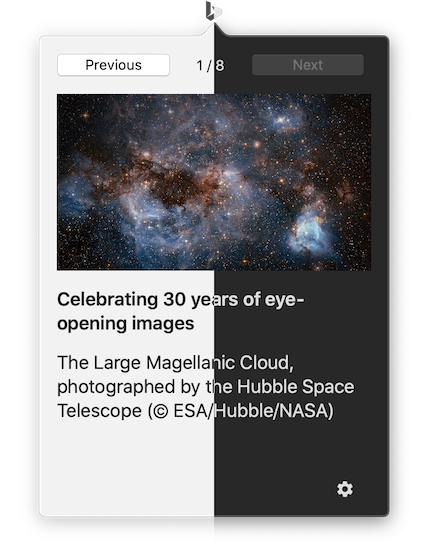 Previous 1 / 8 Next
Celebrating 30 years of eye-
opening images
The Large Magellanic Cloud,
photographed by the Hubble Space
Telescope (© ESA/Hubble/NASA)